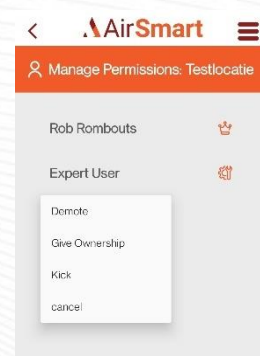 AirSmart
Manage Permissions: Testlocatie
Rob Rombouts
Expert User
Demote
Give Ownership
Kick
cancel